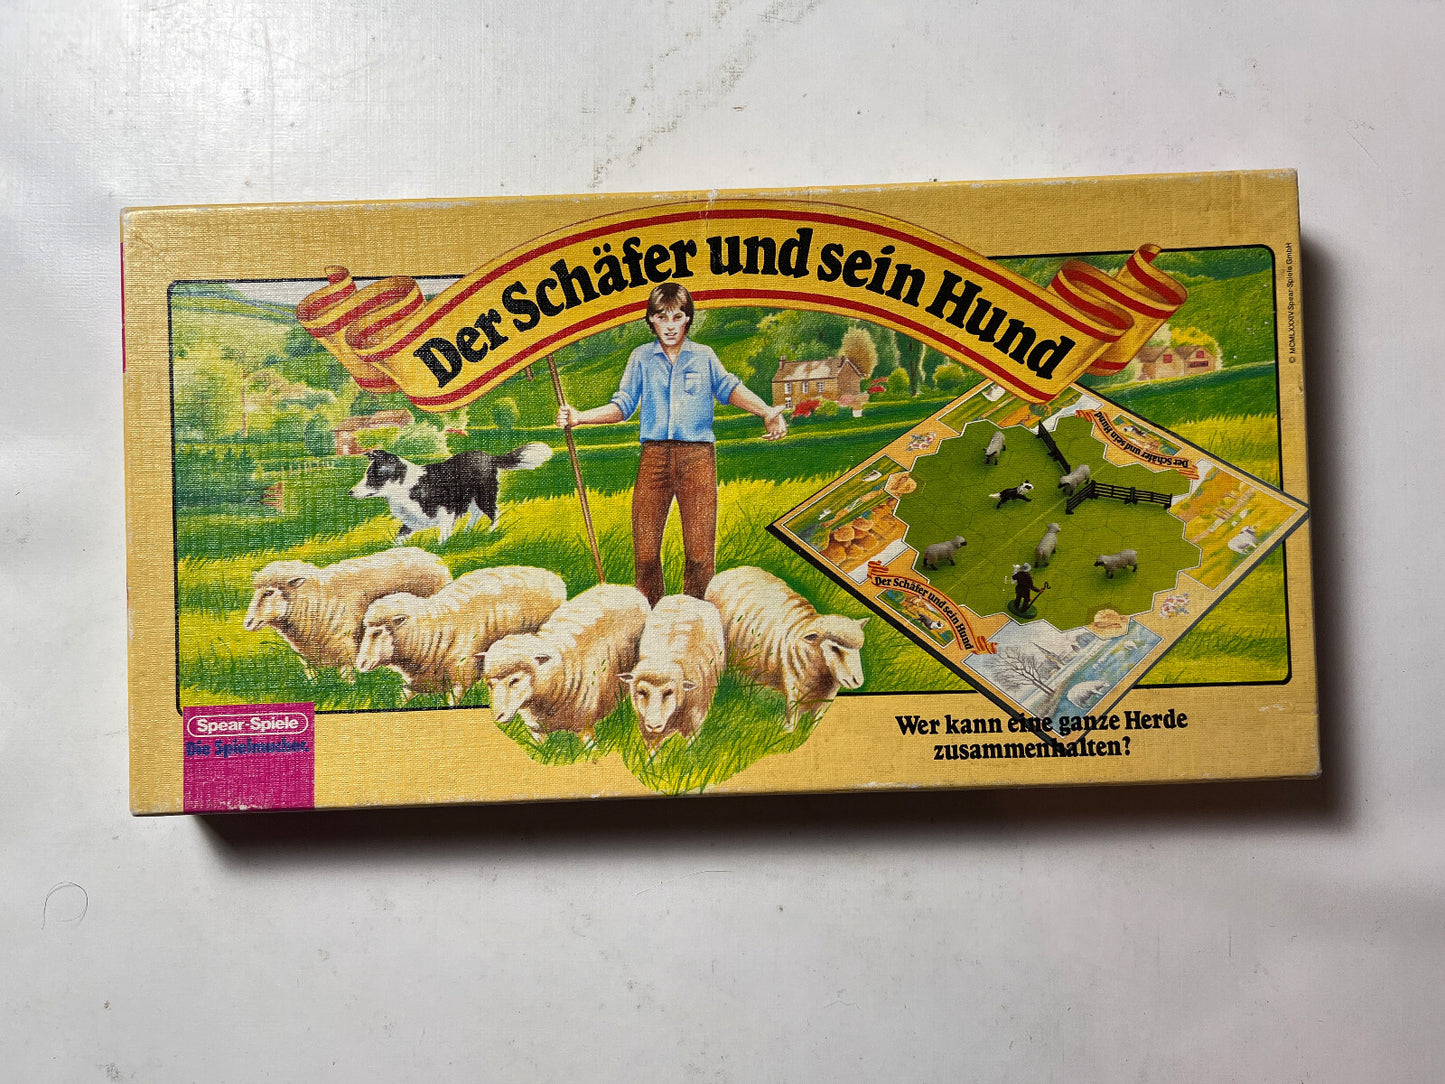 Der Schäfer und sein Hund
© MCMLXXXIV Spear-Spiele GmbH
Der Schäfer und sein Hund
Der Schäfer und sein Hund
Spear-Spiele
Die Spielmacher.
Wer kann eine ganze Herde
zusammenhalten?